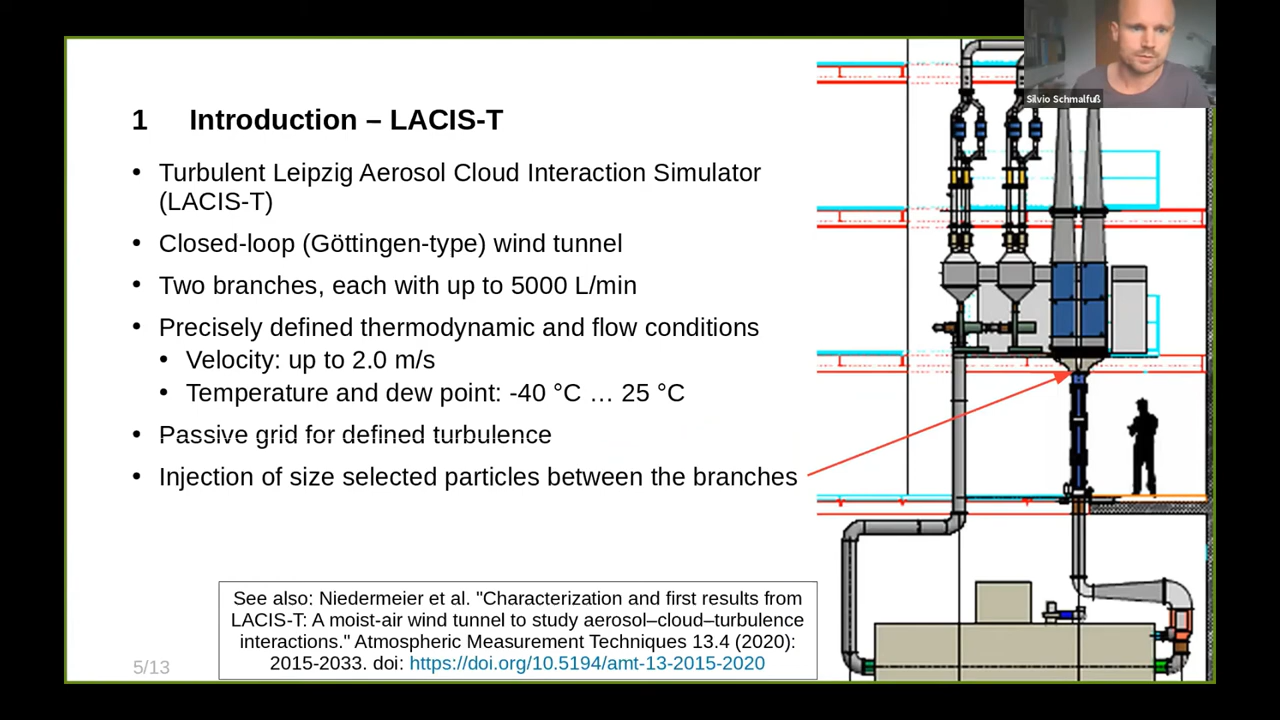 Silvio Schmalfuß
1 Introduction – LACIS-T
• Turbulent Leipzig Aerosol Cloud Interaction Simulator
(LACIS-T)
• Closed-loop (Göttingen-type) wind tunnel
• Two branches, each with up to 5000 L/min
• Precisely defined thermodynamic and flow conditions
• Velocity: up to 2.0 m/s
• Temperature and dew point: -40 °C … 25 °C
• Passive grid for defined turbulence
• Injection of size selected particles between the branches
See also: Niedermeier et al. "Characterization and first results from
LACIS-T: A moist-air wind tunnel to study aerosol–cloud–turbulence
interactions." Atmospheric Measurement Techniques 13.4 (2020):
2015-2033. doi: https://doi.org/10.5194/amt-13-2015-2020
5/13